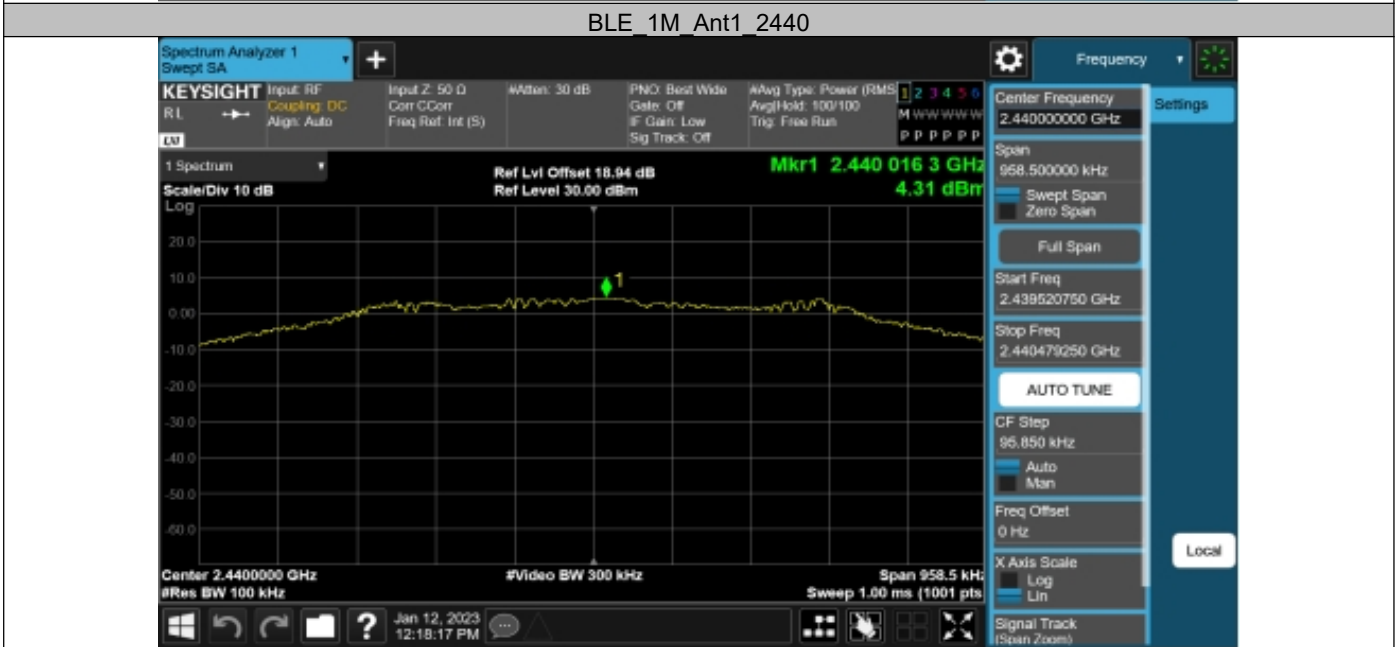 BLE_1M_Ant1_2440
Spectrum Analyzer 1
Swept SA
+
Frequency
KEYSIGHT
RL
LXI
Input: RF
Coupling: DC
Align: Auto
Input Z: 50 Ω
Corr CCorr
Freq Ref: Int (S)
#Atten: 30 dB
PNO: Best Wide
Gate: Off
IF Gain: Low
Sig Track: Off
#Avg Type: Power (RMS
Avg|Hold: 100/100
Trig: Free Run
1 2 3 4 5 6
M W W W W W
P P P P P P
1 Spectrum
Scale/Div 10 dB
Ref Lvl Offset 18.94 dB
Ref Level 30.00 dBm
Mkr1 2.440 016 3 GHz
4.31 dBm
Log
20.0
10.0
0.00
-10.0
-20.0
-30.0
-40.0
-50.0
-60.0
1
Center 2.4400000 GHz
#Res BW 100 kHz
#Video BW 300 kHz
Span 958.5 kHz
Sweep 1.00 ms (1001 pts
Center Frequency
2.440000000 GHz
Settings
Span
958.500000 kHz
Swept Span
Zero Span
Full Span
Start Freq
2.439520750 GHz
Stop Freq
2.440479250 GHz
AUTO TUNE
CF Step
95.850 kHz
Auto
Man
Freq Offset
0 Hz
X Axis Scale
Log
Lin
Local
Signal Track
(Span Zoom)
?
Jan 12, 2023
12:18:17 PM